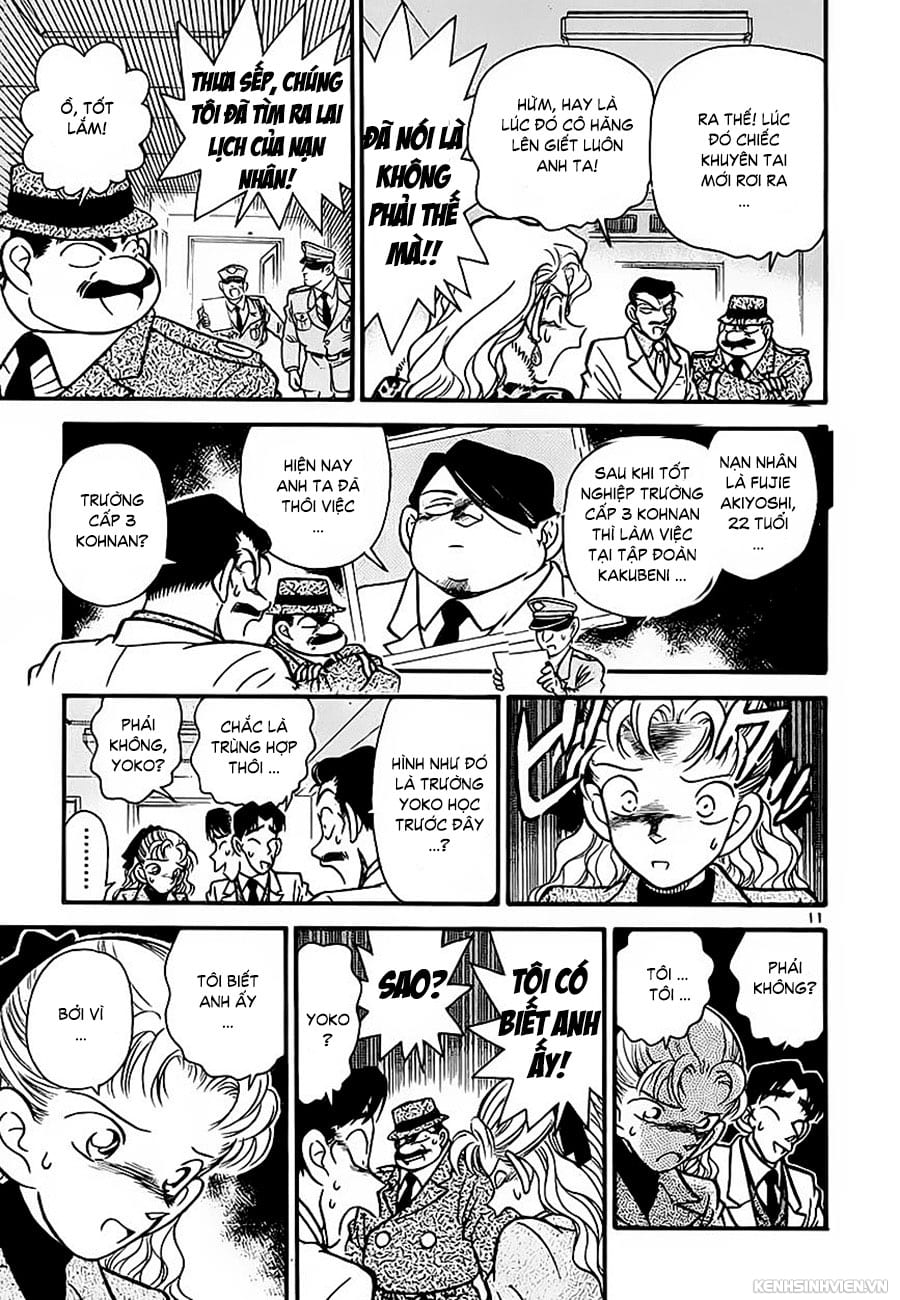 RA THẾ! LÚC
ĐÓ CHIẾC
KHUYÊN TAI
MỚI RƠI RA
...
HỪM, HAY LÀ
LÚC ĐÓ CÔ HĂNG
LÊN GIẾT LUÔN
ANH TA!
ĐÃ NÓI LÀ
KHÔNG
PHẢI THẾ
MÀ!!
THƯA SẾP, CHÚNG
TÔI ĐÃ TÌM RA LAI
LỊCH CỦA NẠN
NHÂN!
Ồ, TỐT
LẮM!
NẠN NHÂN
LÀ FUJIE
AKIYOSHI,
22 TUỔI
...
SAU KHI TỐT
NGHIỆP TRƯỜNG
CẤP 3 KOHNAN
THÌ LÀM VIỆC
TẠI TẬP ĐOÀN
KAKUBENI ...
HIỆN NAY
ANH TA ĐÃ
THÔI VIỆC
...
TRƯỜNG
CẤP 3
KOHNAN?
ビクッ
HÌNH NHƯ ĐÓ
LÀ TRƯỜNG
YOKO HỌC
TRƯỚC ĐÂY
...?
CHẮC LÀ
TRÙNG HỢP
THÔI ...
PHẢI
KHÔNG,
YOKO?
........
11
PHẢI
KHÔNG?
TÔI ...
TÔI ...
TÔI CÓ
BIẾT ANH
ẤY!
SAO?
YOKO
?
TÔI BIẾT
ANH ẤY
...
BỞI VÌ
...
KENHSINHVIEN.VN